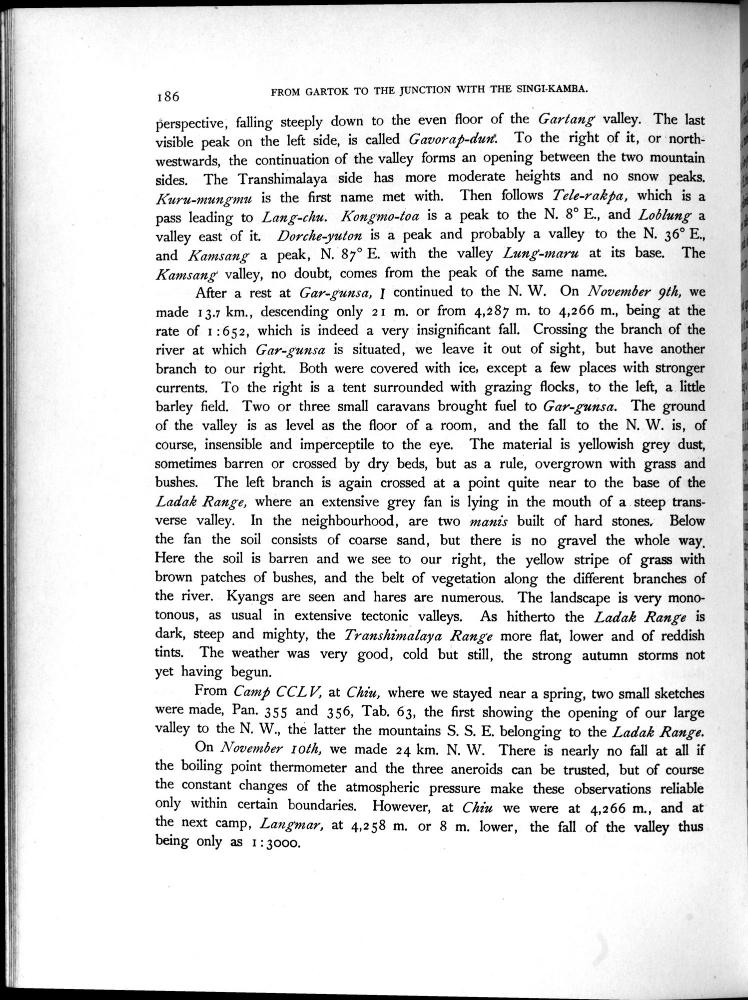 186 FROM GARTOK TO THE JUNCTION WITH THE SINGI-KAMBA.
perspective, falling steeply down to the even floor of the Gartang valley. The last
visible peak on the left side, is called Gavorap-dun. To the right of it, or north-
westwards, the continuation of the valley forms an opening between the two mountain
sides. The Transhimalaya side has more moderate heights and no snow peaks.
Kuru-mungmu is the first name met with. Then follows Tele-rakpa, which is a
pass leading to Lang-chu. Kongmo-toa is a peak to the N. 8° E., and Loblung a
valley east of it. Dorche-yuton is a peak and probably a valley to the N. 36° E.,
and Kamsang a peak, N. 87° E. with the valley Lung-maru at its base. The
Kamsang valley, no doubt, comes from the peak of the same name.
After a rest at Gar-gunsa, I continued to the N. W. On November 9th, we
made 13.7 km., descending only 21 m. or from 4,287 m. to 4,266 m., being at the
rate of 1:652, which is indeed a very insignificant fall. Crossing the branch of the
river at which Gar-gunsa is situated, we leave it out of sight, but have another
branch to our right. Both were covered with ice, except a few places with stronger
currents. To the right is a tent surrounded with grazing flocks, to the left, a little
barley field. Two or three small caravans brought fuel to Gar-gunsa. The ground
of the valley is as level as the floor of a room, and the fall to the N. W. is, of
course, insensible and imperceptile to the eye. The material is yellowish grey dust,
sometimes barren or crossed by dry beds, but as a rule, overgrown with grass and
bushes. The left branch is again crossed at a point quite near to the base of the
Ladak Range, where an extensive grey fan is lying in the mouth of a steep trans-
verse valley. In the neighbourhood, are two manis built of hard stones. Below
the fan the soil consists of coarse sand, but there is no gravel the whole way.
Here the soil is barren and we see to our right, the yellow stripe of grass with
brown patches of bushes, and the belt of vegetation along the different branches of
the river. Kyangs are seen and hares are numerous. The landscape is very mono-
tonous, as usual in extensive tectonic valleys. As hitherto the Ladak Range is
dark, steep and mighty, the Transhimalaya Range more flat, lower and of reddish
tints. The weather was very good, cold but still, the strong autumn storms not
yet having begun.
From Camp CCLV, at Chiu, where we stayed near a spring, two small sketches
were made, Pan. 355 and 356, Tab. 63, the first showing the opening of our large
valley to the N. W., the latter the mountains S. S. E. belonging to the Ladak Range.
On November 10th, we made 24 km. N. W. There is nearly no fall at all if
the boiling point thermometer and the three aneroids can be trusted, but of course
the constant changes of the atmospheric pressure make these observations reliable
only within certain boundaries. However, at Chiu we were at 4,266 m., and at
the next camp, Langmar, at 4,258 m. or 8 m. lower, the fall of the valley thus
being only as 1:3000.